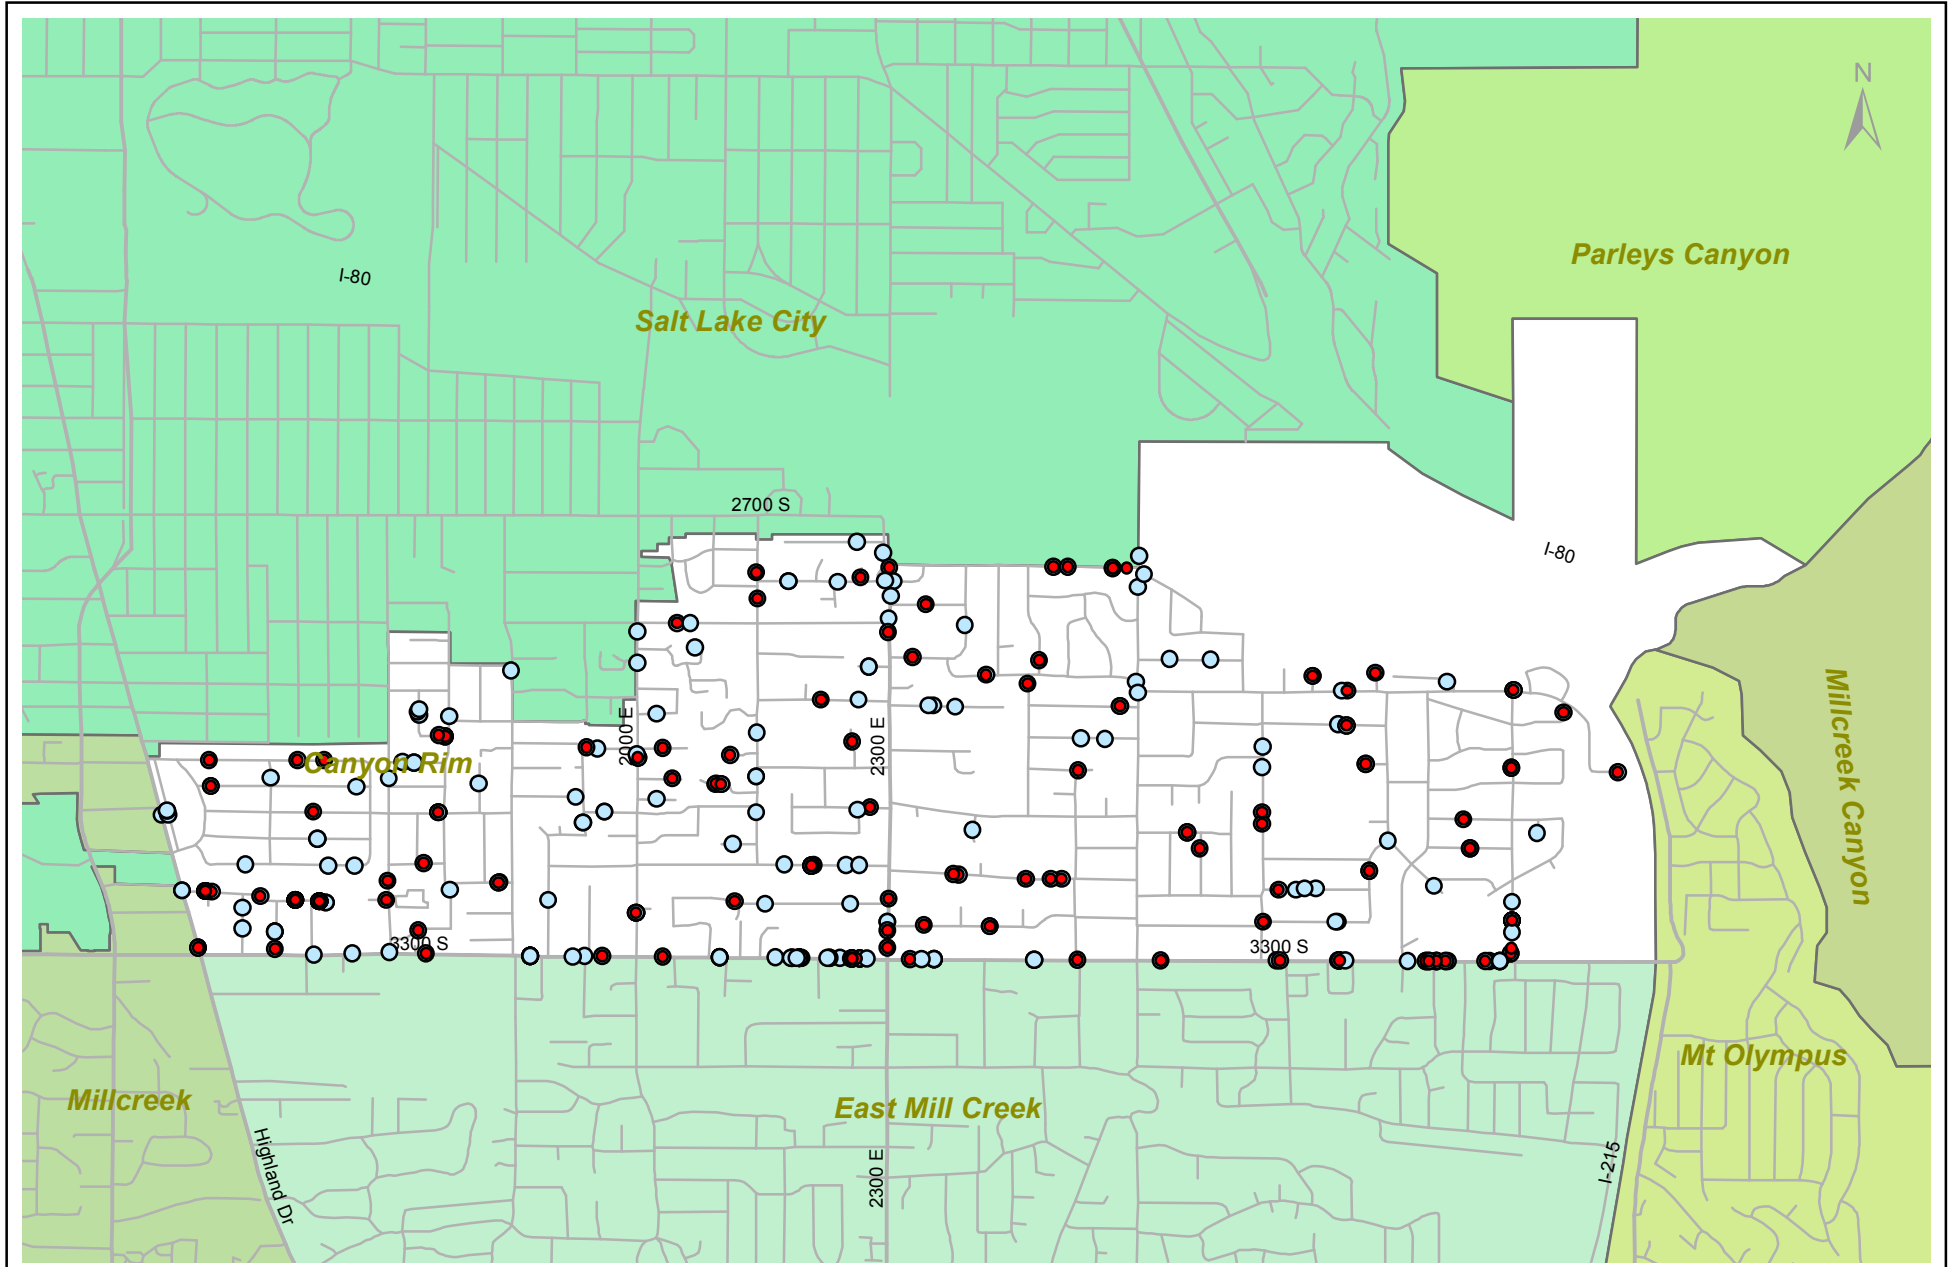 N
Parleys Canyon
I-80
Salt Lake City
2700 S
I-80
2000 E
2300 E
Canyon Rim
Millcreek Canyon
3300 S
3300 S
Mt Olympus
Millcreek
East Mill Creek
Highland Dr
2300 E
I-215